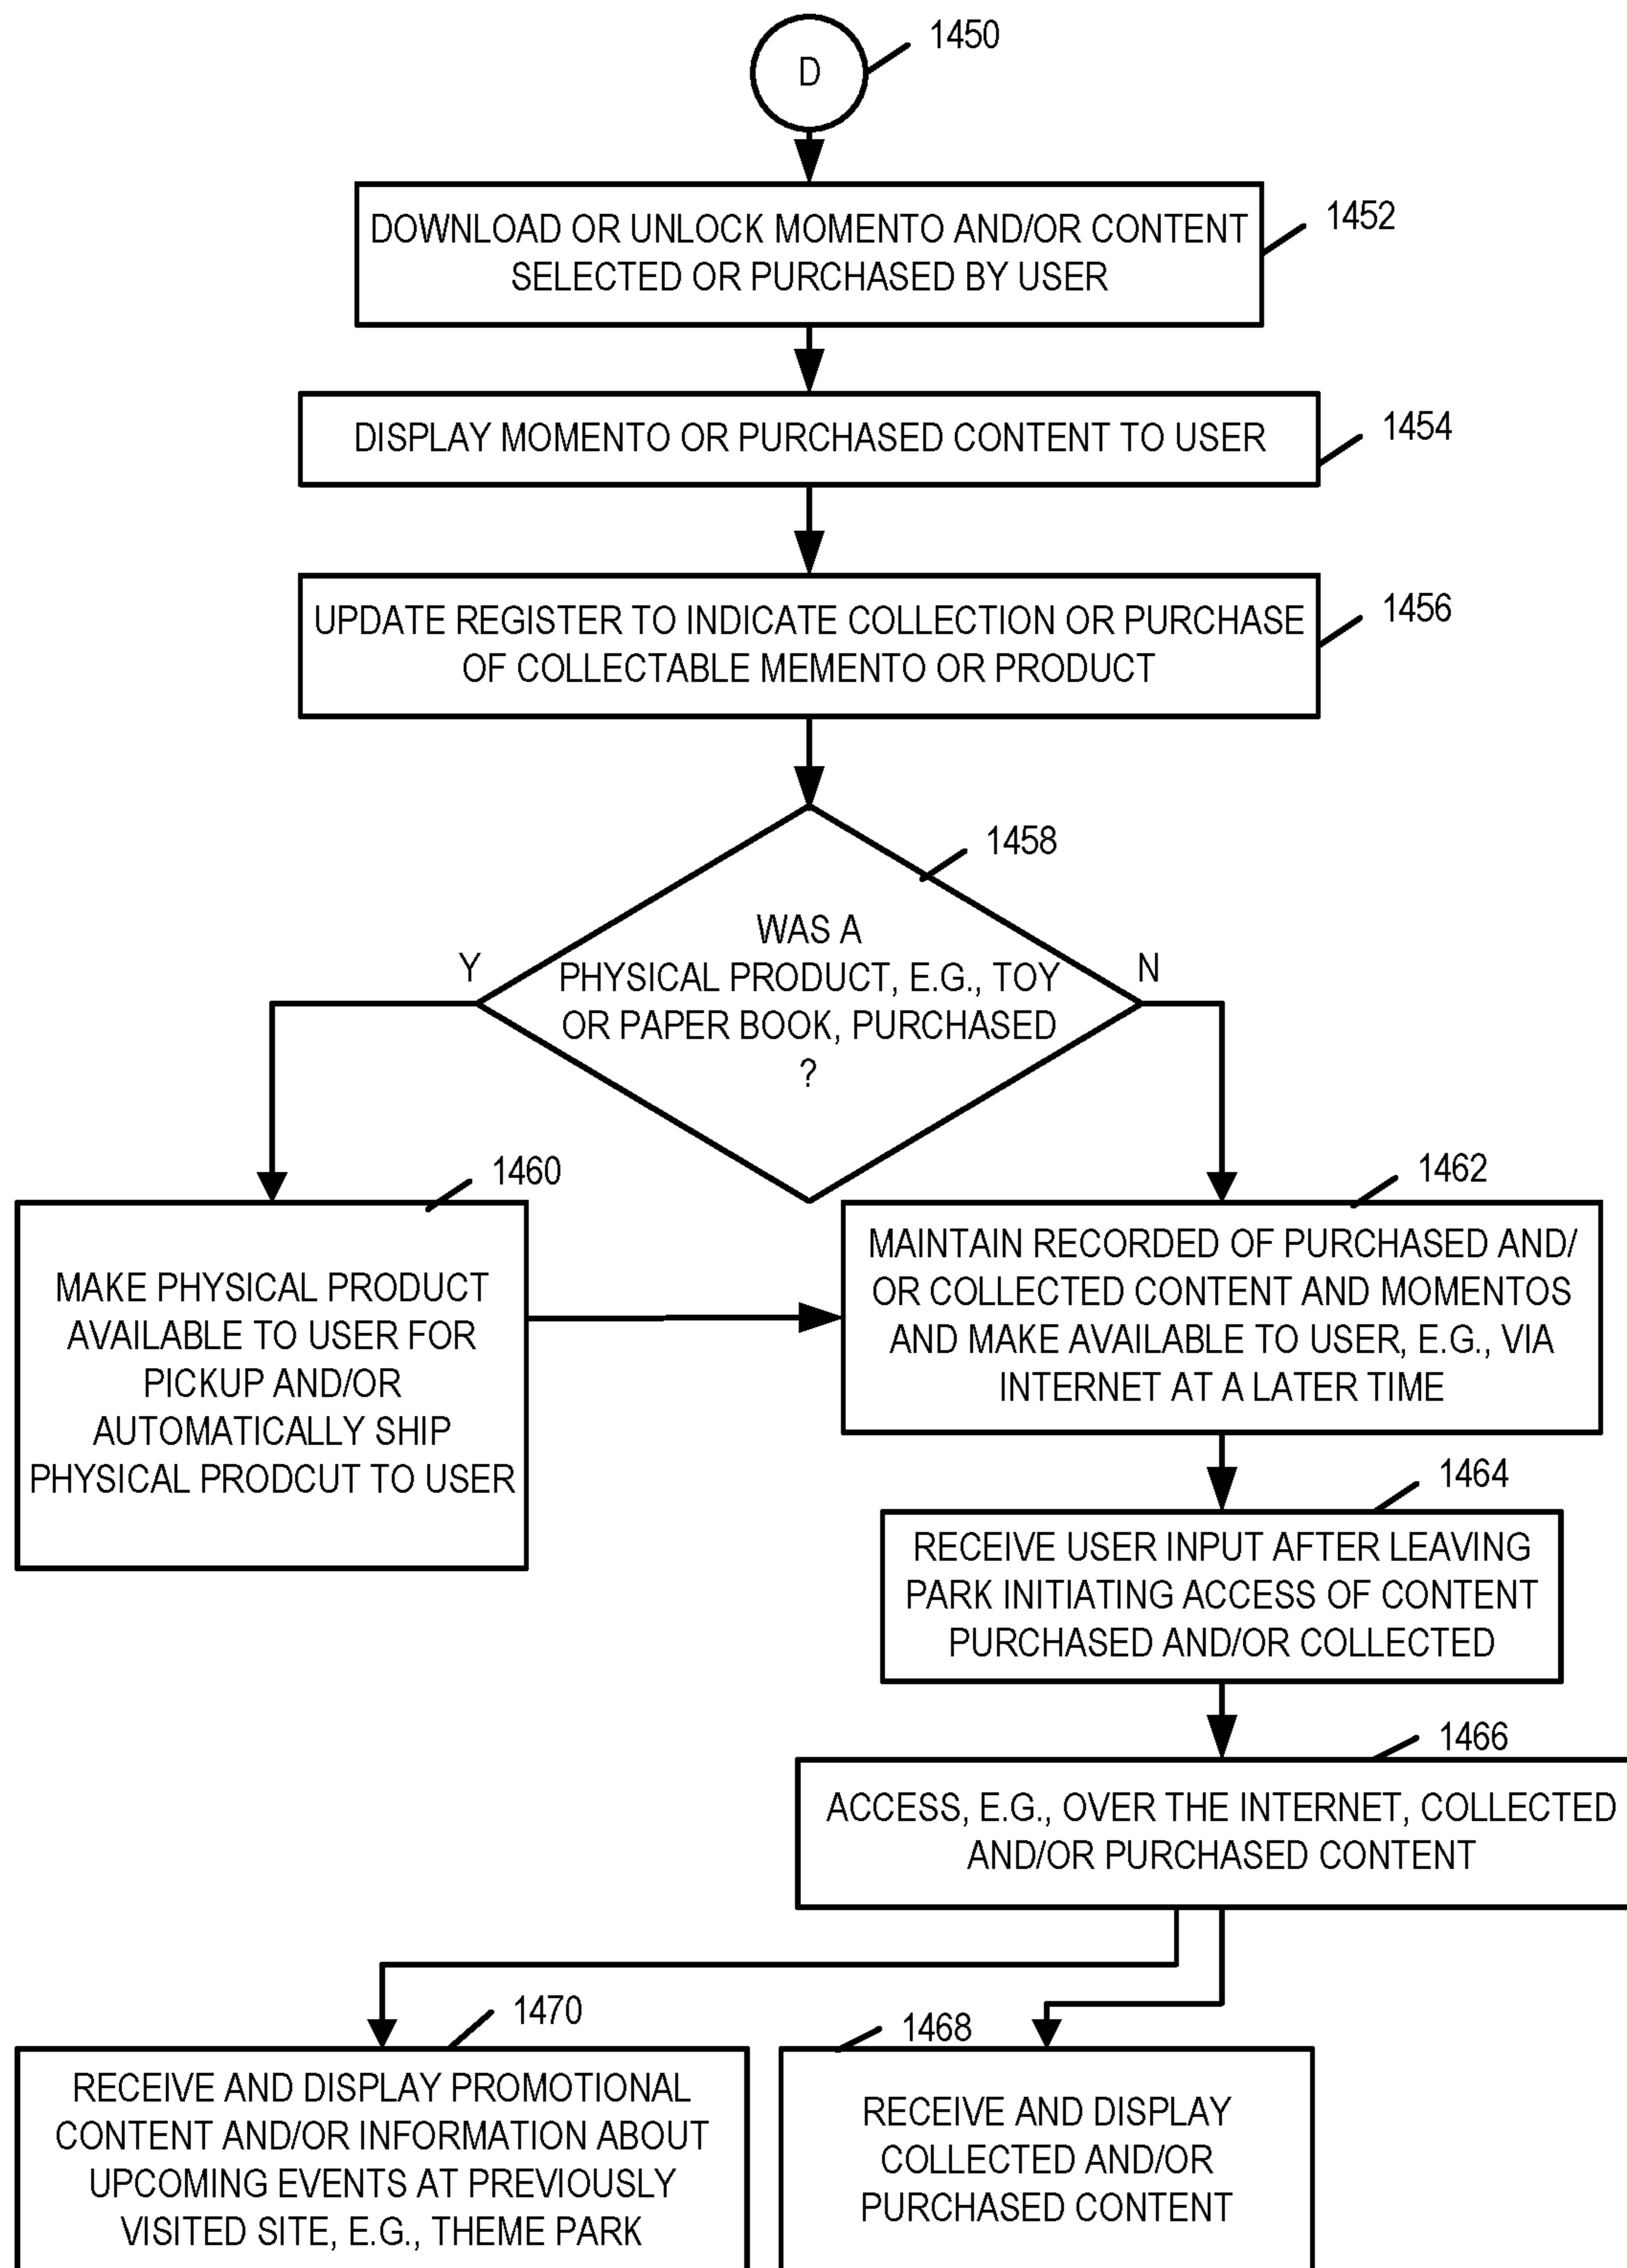 D
1450
DOWNLOAD OR UNLOCK MOMENTO AND/OR CONTENT
SELECTED OR PURCHASED BY USER
1452
DISPLAY MOMENTO OR PURCHASED CONTENT TO USER
1454
UPDATE REGISTER TO INDICATE COLLECTION OR PURCHASE
OF COLLECTABLE MEMENTO OR PRODUCT
1456
1458
WAS A
PHYSICAL PRODUCT, E.G., TOY
OR PAPER BOOK, PURCHASED
?
Y
N
1460
MAKE PHYSICAL PRODUCT
AVAILABLE TO USER FOR
PICKUP AND/OR
AUTOMATICALLY SHIP
PHYSICAL PRODCUT TO USER
1462
MAINTAIN RECORDED OF PURCHASED AND/
OR COLLECTED CONTENT AND MOMENTOS
AND MAKE AVAILABLE TO USER, E.G., VIA
INTERNET AT A LATER TIME
1464
RECEIVE USER INPUT AFTER LEAVING
PARK INITIATING ACCESS OF CONTENT
PURCHASED AND/OR COLLECTED
1466
ACCESS, E.G., OVER THE INTERNET, COLLECTED
AND/OR PURCHASED CONTENT
1470
RECEIVE AND DISPLAY PROMOTIONAL
CONTENT AND/OR INFORMATION ABOUT
UPCOMING EVENTS AT PREVIOUSLY
VISITED SITE, E.G., THEME PARK
1468
RECEIVE AND DISPLAY
COLLECTED AND/OR
PURCHASED CONTENT